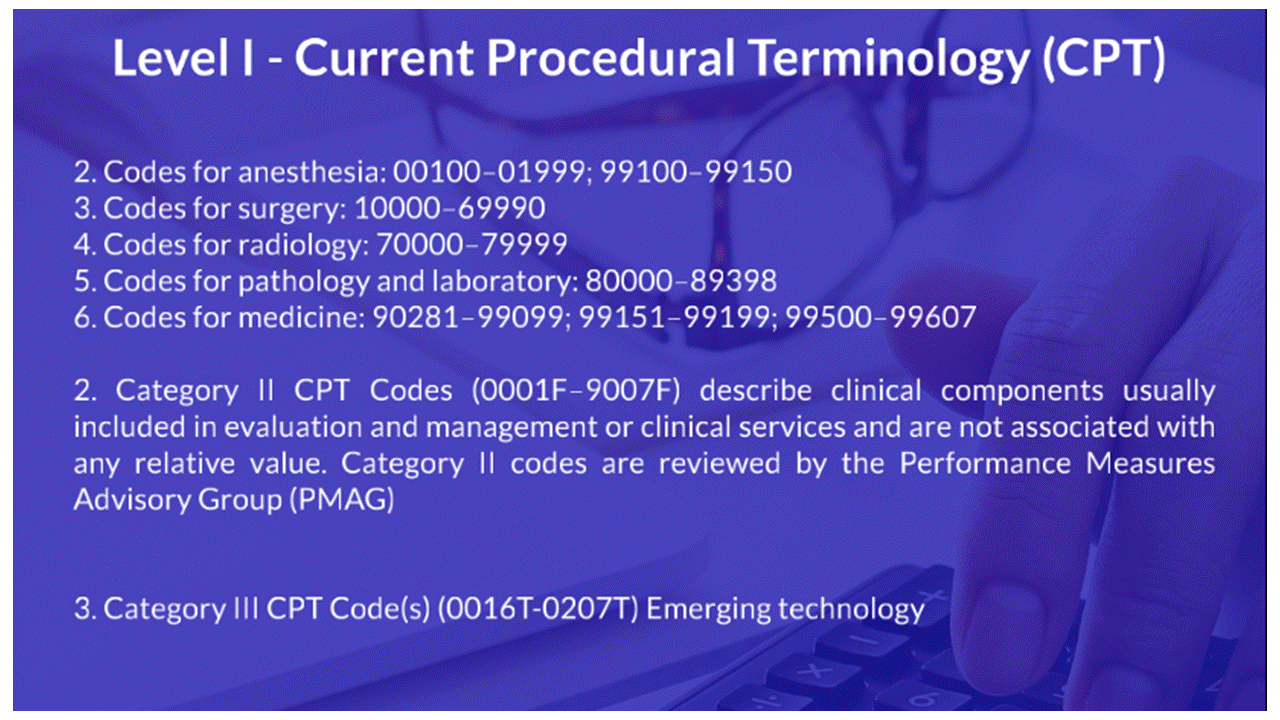 Level I - Current Procedural Terminology (CPT)
2. Codes for anesthesia: 00100–01999; 99100–99150
3. Codes for surgery: 10000–69990
4. Codes for radiology: 70000–79999
5. Codes for pathology and laboratory: 80000–89398
6. Codes for medicine: 90281–99099; 99151–99199; 99500–99607
2. Category II CPT Codes (0001F–9007F) describe clinical components usually
included in evaluation and management or clinical services and are not associated with
any relative value. Category II codes are reviewed by the Performance Measures
Advisory Group (PMAG)
3. Category III CPT Code(s) (0016T-0207T) Emerging technology